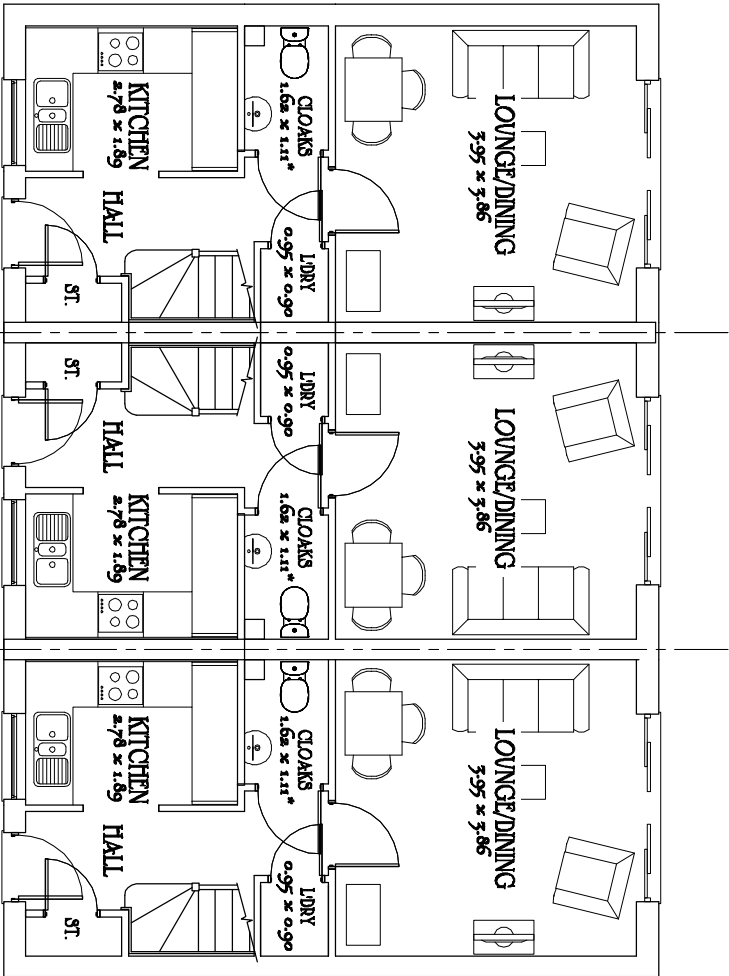 KITCHEN
2.78 x 1.89
CLOAKS
1.62 x 1.11*
LOUNGE/DINING
3.95 x 3.86
HALL
L'DRY
0.95 x 0.90
ST.
ST.
L'DRY
0.95 x 0.90
HALL
LOUNGE/DINING
3.95 x 3.86
KITCHEN
2.78 x 1.89
CLOAKS
1.62 x 1.11*
KITCHEN
2.78 x 1.89
CLOAKS
1.62 x 1.11*
LOUNGE/DINING
3.95 x 3.86
HALL
L'DRY
0.95 x 0.90
ST.